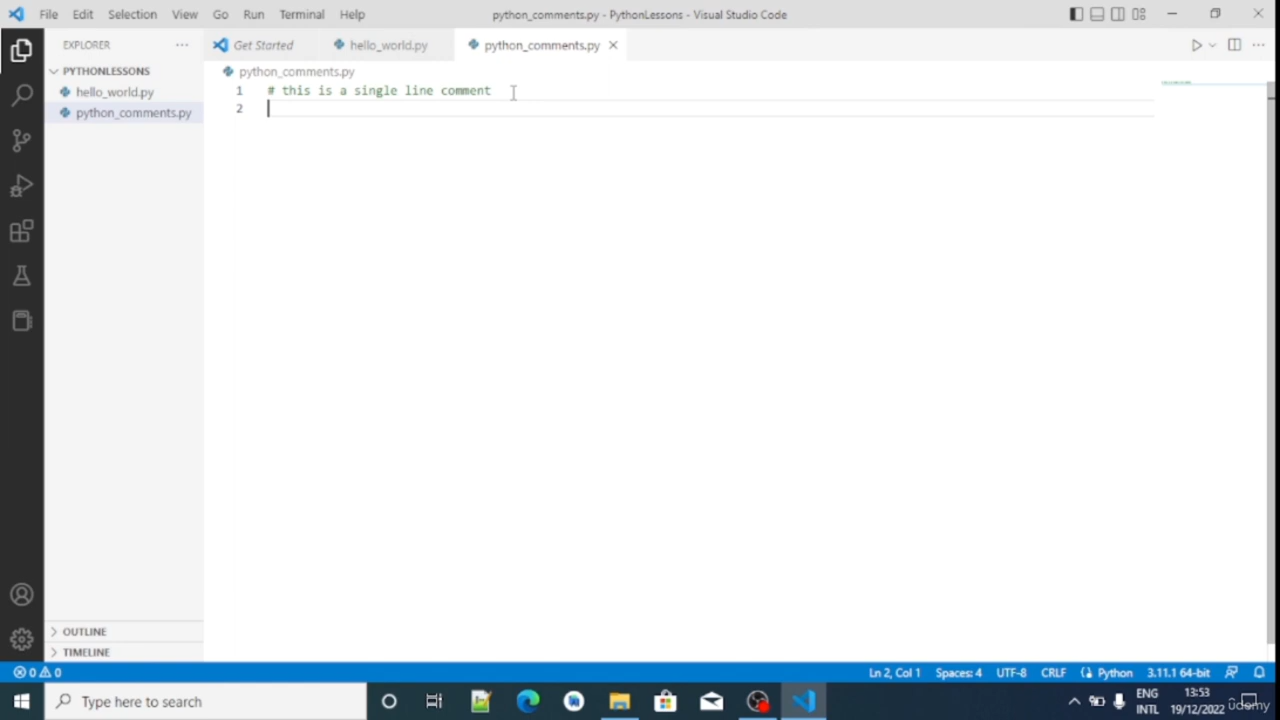 File Edit Selection View Go Run Terminal Help python_comments.py - PythonLessons - Visual Studio Code
EXPLORER ... Get Started hello_world.py python_comments.py
PYTHONLESSONS
hello_world.py
python_comments.py
python_comments.py
1 # this is a single line comment
2
OUTLINE
TIMELINE
0 0 Ln 2, Col 1 Spaces: 4 UTF-8 CRLF Python 3.11.1 64-bit
Type here to search
ENG
INTL
13:53
19/12/2022
udemy